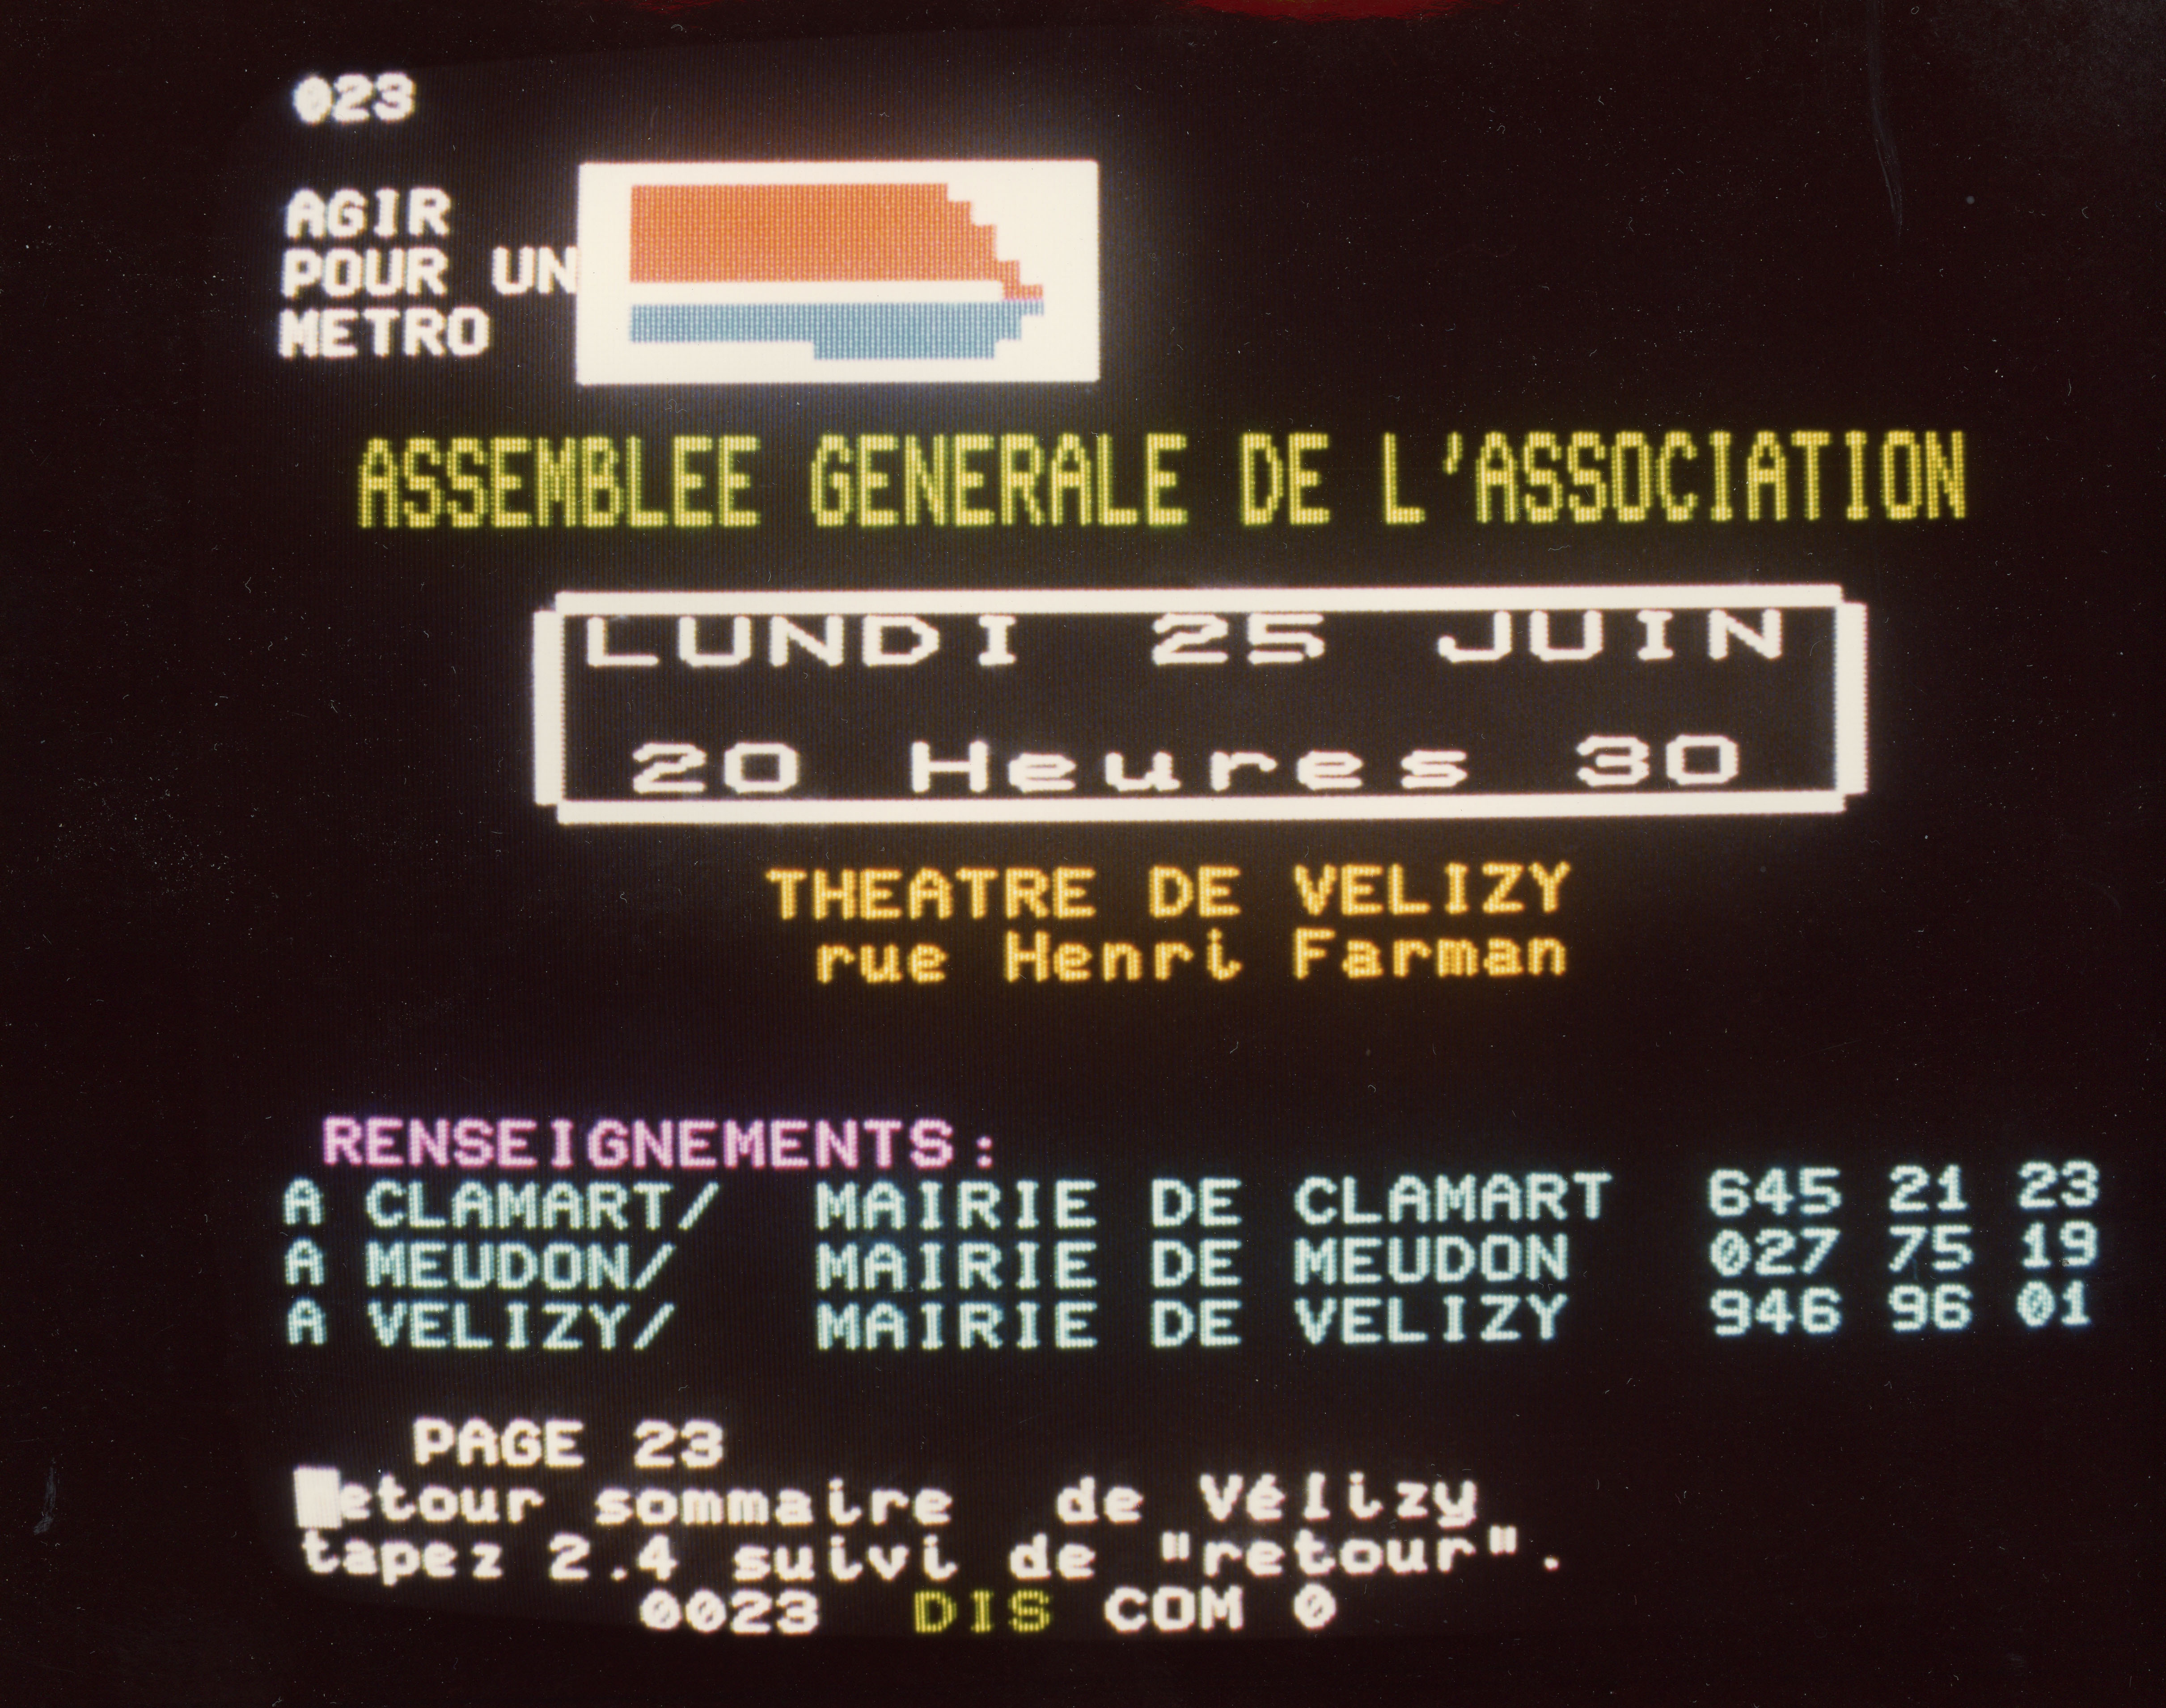 023
AGIR
POUR UN
METRO
ASSEMBLEE GENERALE DE L'ASSOCIATION
LUNDI 25 JUIN
20 Heures 30
THEATRE DE VELIZY
rue Henri Farman
RENSEIGNEMENTS:
A CLAMART/ MAIRIE DE CLAMART 645 21 23
A MEUDON/ MAIRIE DE MEUDON 027 75 19
A VELIZY/ MAIRIE DE VELIZY 946 96 01
PAGE 23
etour sommaire de Vélizy
tapez 2.4 suivi de "retour".
0023 DIS COM 0